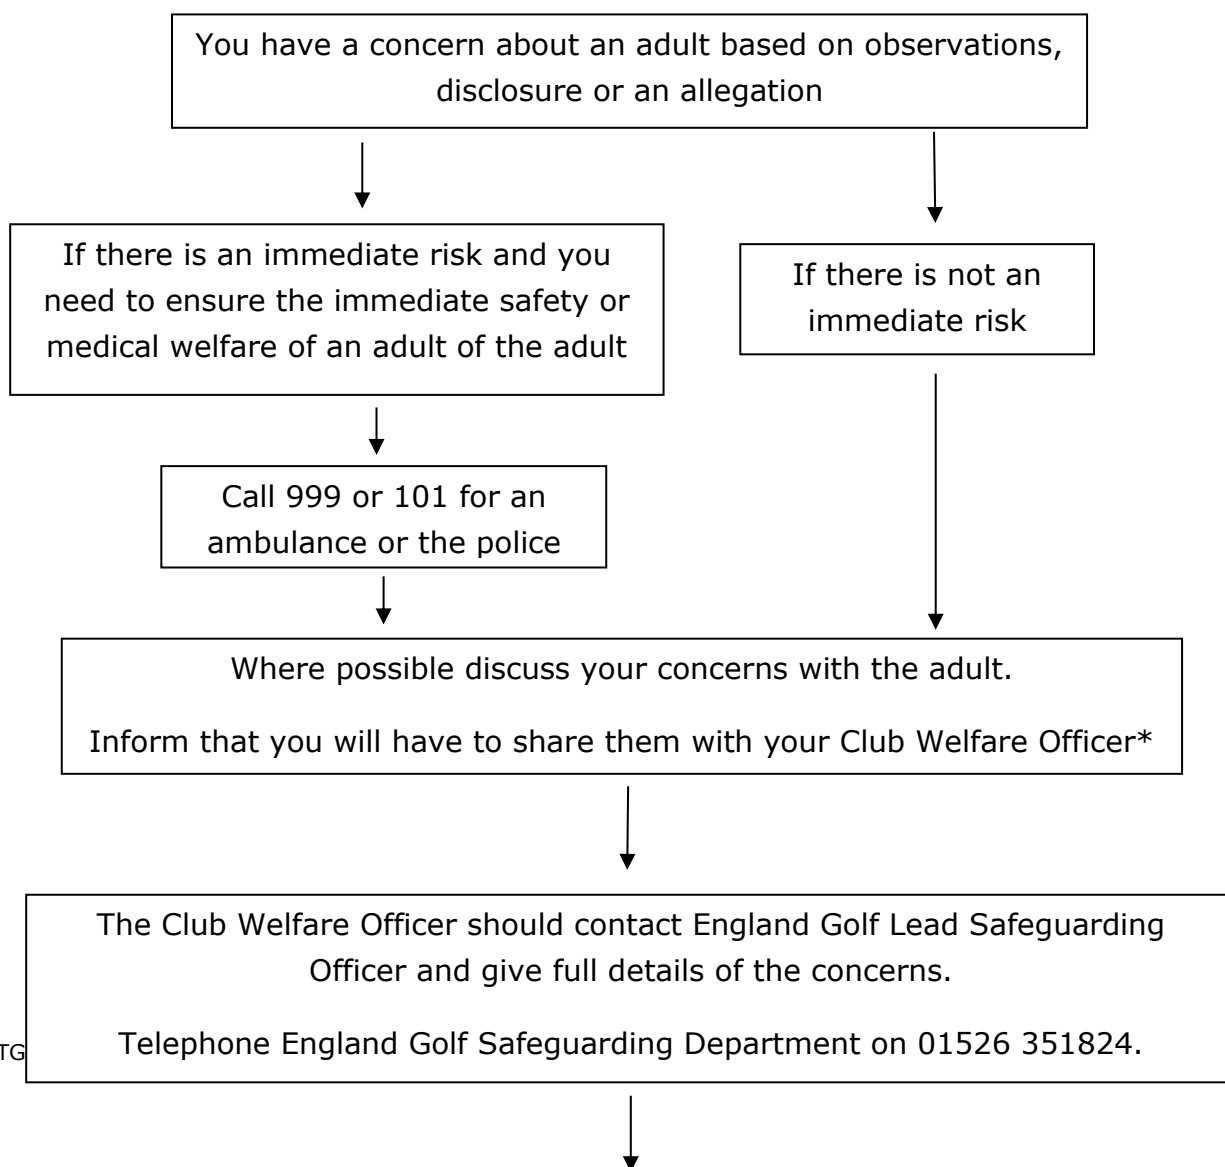 You have a concern about an adult based on observations,
disclosure or an allegation
If there is an immediate risk and you
need to ensure the immediate safety or
medical welfare of an adult of the adult
If there is not an
immediate risk
Call 999 or 101 for an
ambulance or the police
Where possible discuss your concerns with the adult.
Inform that you will have to share them with your Club Welfare Officer*
The Club Welfare Officer should contact England Golf Lead Safeguarding
Officer and give full details of the concerns.
Telephone England Golf Safeguarding Department on 01526 351824.
TG